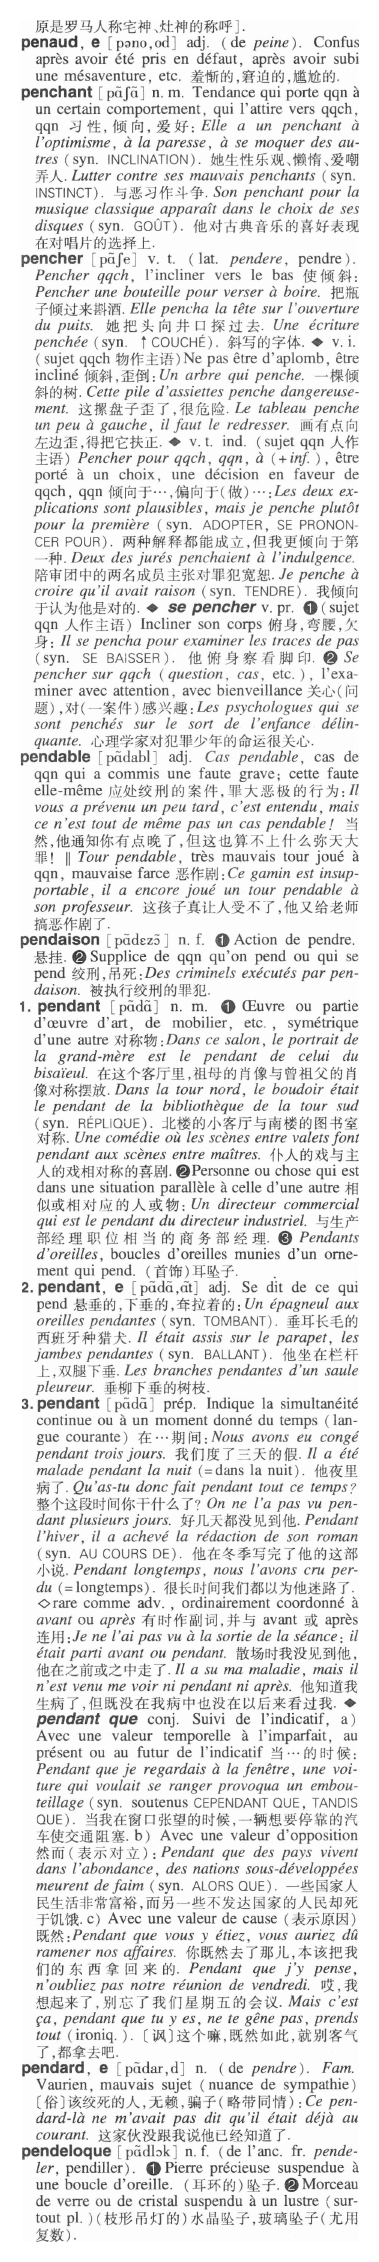 原是罗马人称宅神、灶神的称呼].
penaud, e [pəno,od] adj. (de peine). Confus
après avoir été pris en défaut, après avoir subi
une mésaventure, etc. 羞惭的,窘迫的,尴尬的.
penchant [pɑ̃ʃɑ̃] n. m. Tendance qui porte qqn à
un certain comportement, qui l'attire vers qqch,
qqn 习性,倾向,爱好: Elle a un penchant à
l'optimisme, à la paresse, à se moquer des au-
tres (syn. INCLINATION). 她生性乐观、懒惰、爱嘲
弄人. Lutter contre ses mauvais penchants (syn.
INSTINCT). 与恶习作斗争. Son penchant pour la
musique classique apparaît dans le choix de ses
disques (syn. GOÛT). 他对古典音乐的喜好表现
在对唱片的选择上.
pencher [pɑ̃ʃe] v. t. (lat. pendere, pendre).
Pencher qqch, l'incliner vers le bas 使倾斜:
Pencher une bouteille pour verser à boire. 把瓶
子倾过来斟酒. Elle pencha la tête sur l'ouverture
du puits. 她把头向井口探过去. Une écriture
penchée (syn. ↑COUCHÉ). 斜写的字体. ◆ v. i.
(sujet qqch 物作主语) Ne pas être d'aplomb, être
incliné 倾斜,歪倒: Un arbre qui penche. 一棵倾
斜的树. Cette pile d'assiettes penche dangereuse-
ment. 这摞盘子歪了,很危险. Le tableau penche
un peu à gauche, il faut le redresser. 画有点向
左边歪,得把它扶正. ◆ v. t. ind. (sujet qqn 人作
主语) Pencher pour qqch, qqn, à (+inf.), être
porté à un choix, une décision en faveur de
qqch, qqn 倾向于…,偏向于(做)…: Les deux ex-
plications sont plausibles, mais je penche plutôt
pour la première (syn. ADOPTER, SE PRONON-
CER POUR). 两种解释都能成立,但我更倾向于第
一种. Deux des jurés penchaient à l'indulgence.
陪审团中的两名成员主张对罪犯宽恕. Je penche à
croire qu'il avait raison (syn. TENDRE). 我倾向
于认为他是对的. ◆ se pencher v. pr. ❶ (sujet
qqn 人作主语) Incliner son corps 俯身,弯腰,欠
身: Il se pencha pour examiner les traces de pas
(syn. SE BAISSER). 他俯身察看脚印. ❷ Se
pencher sur qqch (question, cas, etc.), l'exa-
miner avec attention, avec bienveillance 关心(问
题),对(一案件)感兴趣: Les psychologues qui se
sont penchés sur le sort de l'enfance délin-
quante. 心理学家对犯罪少年的命运很关心.
pendable [pɑ̃dabl] adj. Cas pendable, cas de
qqn qui a commis une faute grave; cette faute
elle-même 应处绞刑的案件,罪大恶极的行为: Il
vous a prévenu un peu tard, c'est entendu, mais
ce n'est tout de même pas un cas pendable! 当
然,他通知你有点晚了,但这也算不上什么弥天大
罪! ‖ Tour pendable, très mauvais tour joué à
qqn, mauvaise farce 恶作剧: Ce gamin est insup-
portable, il a encore joué un tour pendable à
son professeur. 这孩子真让人受不了,他又给老师
搞恶作剧了.
pendaison [pɑ̃dɛzɔ̃] n. f. ❶ Action de pendre.
悬挂. ❷ Supplice de qqn qu'on pend ou qui se
pend 绞刑,吊死: Des criminels exécutés par pen-
daison. 被执行绞刑的罪犯.
1. pendant [pɑ̃dɑ̃] n. m. ❶ Œuvre ou partie
d'œuvre d'art, de mobilier, etc., symétrique
d'une autre 对称物: Dans ce salon, le portrait de
la grand-mère est le pendant de celui du
bisaïeul. 在这个客厅里,祖母的肖像与曾祖父的肖
像对称摆放. Dans la tour nord, le boudoir était
le pendant de la bibliothèque de la tour sud
(syn. RÉPLIQUE). 北楼的小客厅与南楼的图书室
对称. Une comédie où les scènes entre valets font
pendant aux scènes entre maîtres. 仆人的戏与主
人的戏相对称的喜剧. ❷ Personne ou chose qui est
dans une situation parallèle à celle d'une autre 相
似或相对应的人或物: Un directeur commercial
qui est le pendant du directeur industriel. 与生产
部经理职位相当的商务部经理. ❸ Pendants
d'oreilles, boucles d'oreilles munies d'un orne-
ment qui pend. (首饰)耳坠子.
2. pendant, e [pɑ̃dɑ̃,ɑ̃t] adj. Se dit de ce qui
pend 悬垂的,下垂的,耷拉着的: Un épagneul aux
oreilles pendantes (syn. TOMBANT). 垂耳长毛的
西班牙种猎犬. Il était assis sur le parapet, les
jambes pendantes (syn. BALLANT). 他坐在栏杆
上,双腿下垂. Les branches pendantes d'un saule
pleureur. 垂柳下垂的树枝.
3. pendant [pɑ̃dɑ̃] prép. Indique la simultanéité
continue ou à un moment donné du temps (lan-
gue courante) 在…期间: Nous avons eu congé
pendant trois jours. 我们度了三天的假. Il a été
malade pendant la nuit (=dans la nuit). 他夜里
病了. Qu'as-tu donc fait pendant tout ce temps?
整个这段时间你干什么了? On ne l'a pas vu pen-
dant plusieurs jours. 好几天都没见到他. Pendant
l'hiver, il a achevé la rédaction de son roman
(syn. AU COURS DE). 他在冬季写完了他的这部
小说. Pendant longtemps, nous l'avons cru per-
du (=longtemps). 很长时间我们都以为他迷路了.
◇rare comme adv., ordinairement coordonné à
avant ou après 有时作副词,并与 avant 或 après
连用: Je ne l'ai pas vu à la sortie de la séance: il
était parti avant ou pendant. 散场时我没见到他,
他在之前或之中走了. Il a su ma maladie, mais il
n'est venu me voir ni pendant ni après. 他知道我
生病了,但既没在我病中也没在以后来看过我. ◆
pendant que conj. Suivi de l'indicatif, a)
Avec une valeur temporelle à l'imparfait, au
présent ou au futur de l'indicatif 当…的时候:
Pendant que je regardais à la fenêtre, une voi-
ture qui voulait se ranger provoqua un embou-
teillage (syn. soutenus CEPENDANT QUE, TANDIS
QUE). 当我在窗口张望的时候,一辆想要停靠的汽
车使交通阻塞. b) Avec une valeur d'opposition
然而(表示对立): Pendant que des pays vivent
dans l'abondance, des nations sous-développées
meurent de faim (syn. ALORS QUE). 一些国家人
民生活非常富裕,而另一些不发达国家的人民却死
于饥饿. c) Avec une valeur de cause (表示原因)
既然: Pendant que vous y étiez, vous auriez dû
ramener nos affaires. 你既然去了那儿,本该把我
们的东西拿回来的. Pendant que j'y pense,
n'oubliez pas notre réunion de vendredi. 哎,我
想起来了,别忘了我们星期五的会议. Mais c'est
ça, pendant que tu y es, ne te gêne pas, prends
tout (ironiq.). 〔讽〕这个嘛,既然如此,就别客气
了,都拿去吧.
pendard, e [pɑ̃dar,d] n. (de pendre). Fam.
Vaurien, mauvais sujet (nuance de sympathie)
〔俗〕该绞死的人,无赖,骗子(略带同情): Ce pen-
dard-là ne m'avait pas dit qu'il était déjà au
courant. 这家伙没跟我说他已经知道了.
pendeloque [pɑ̃dlɔk] n. f. (de l'anc. fr. pende-
ler, pendiller). ❶ Pierre précieuse suspendue à
une boucle d'oreille. (耳环的)坠子. ❷ Morceau
de verre ou de cristal suspendu à un lustre (sur-
tout pl.) (枝形吊灯的)水晶坠子,玻璃坠子(尤用
复数).